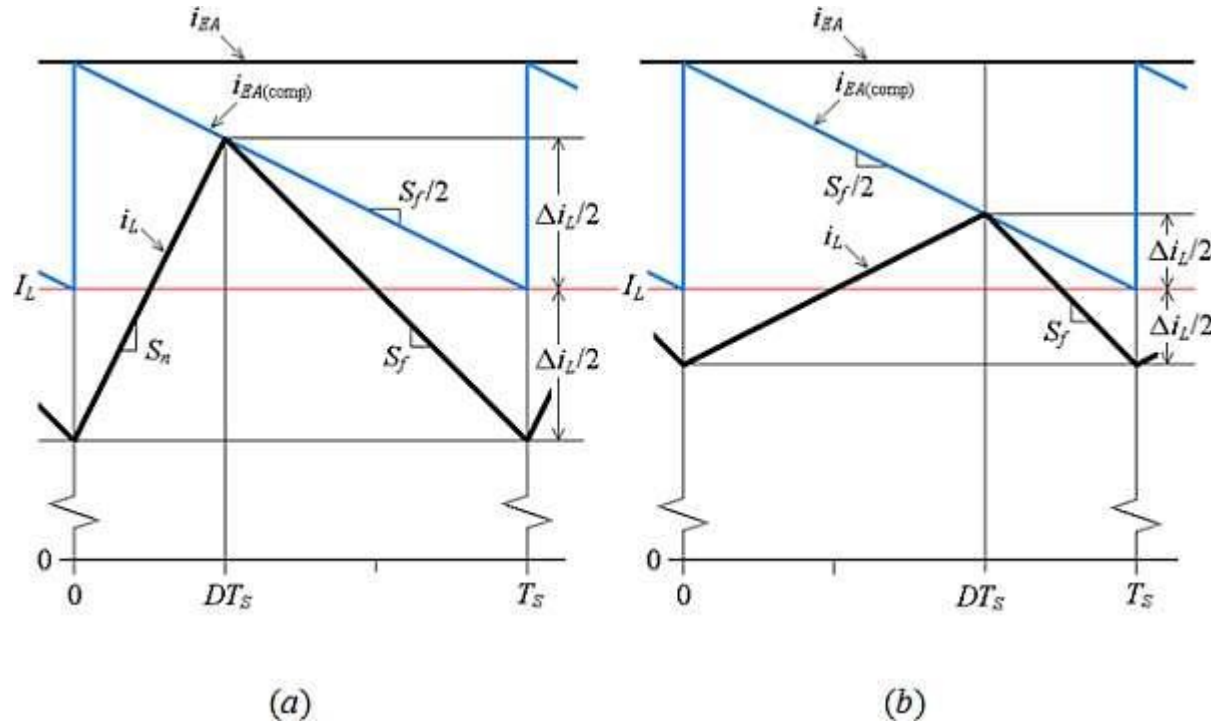 i_EA
i_EA(comp)
S_f/2
i_L
Δi_L/2
I_L
S_n
S_f
Δi_L/2
0
0
DT_S
T_S
(a)
i_EA
i_EA(comp)
S_f/2
i_L
Δi_L/2
I_L
S_f
Δi_L/2
0
0
DT_S
T_S
(b)